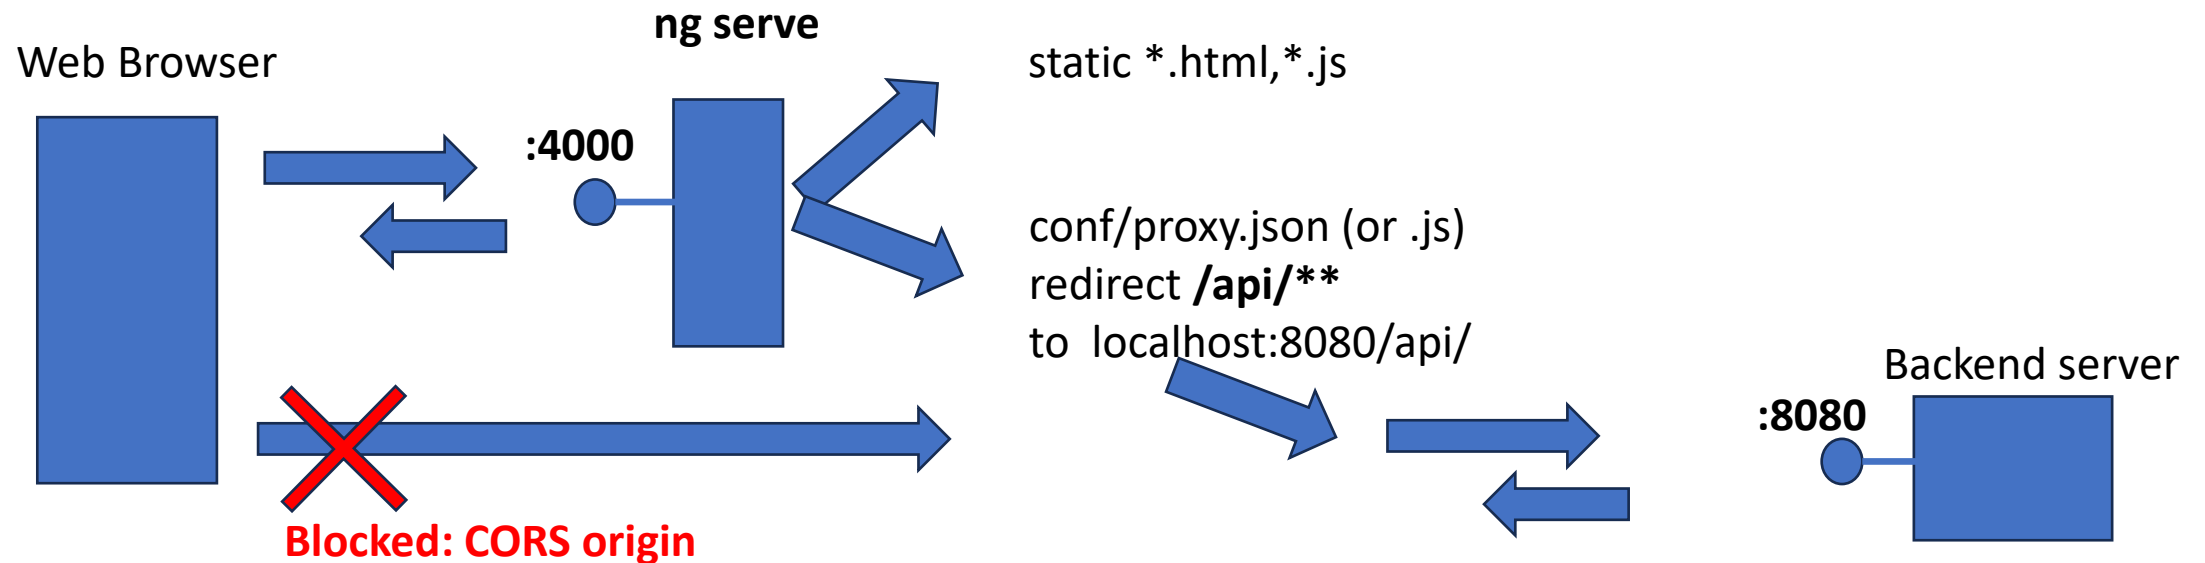 ng serve
Web Browser
static *.html,*.js
:4000
conf/proxy.json (or .js)
redirect /api/**
to localhost:8080/api/
Backend server
:8080
Blocked: CORS origin